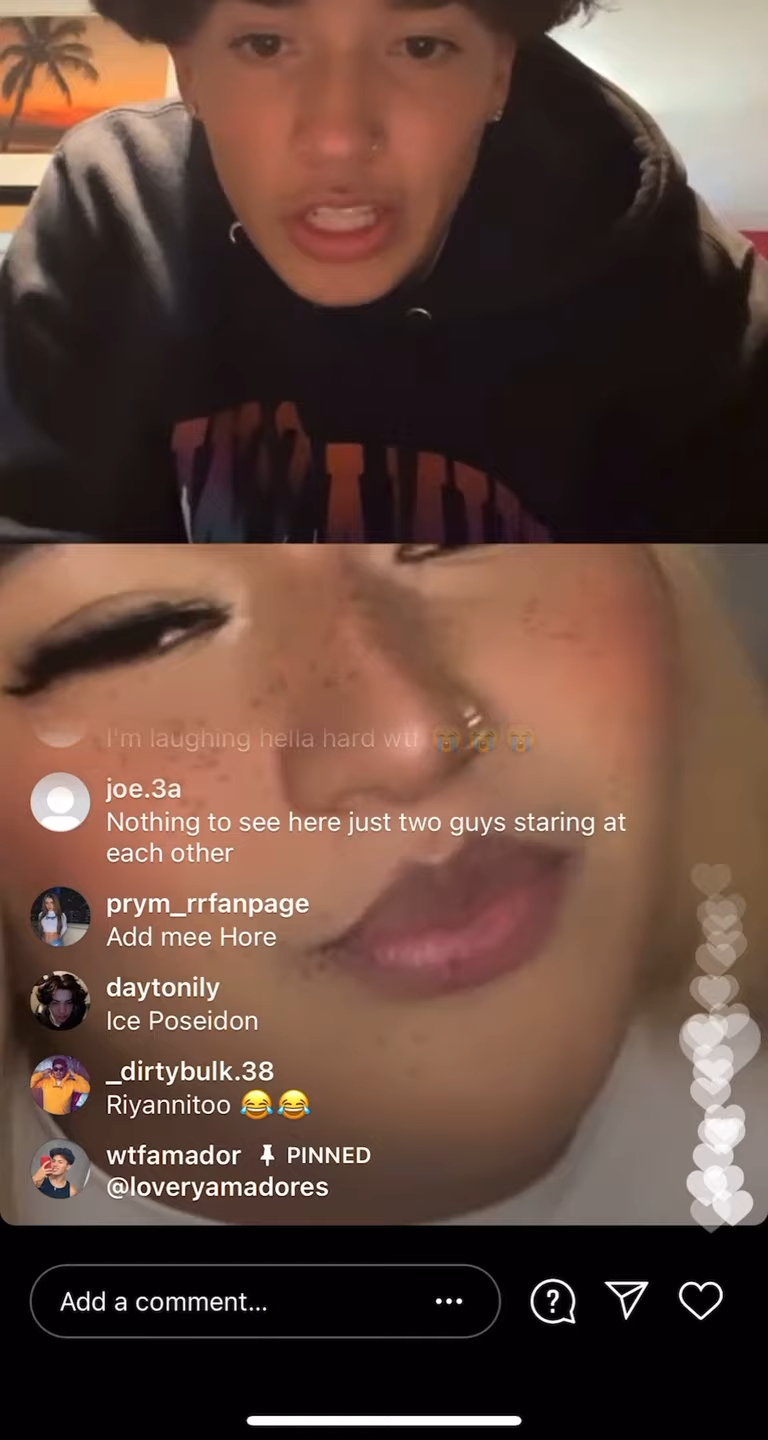 I'm laughing hella hard wtf 😭 😭 😭
joe.3a
Nothing to see here just two guys staring at
each other
prym_rrfanpage
Add mee Hore
daytonily
Ice Poseidon
_dirtybulk.38
Riyannitoo 😂😂
wtfamador PINNED
@loveryamadores
Add a comment...